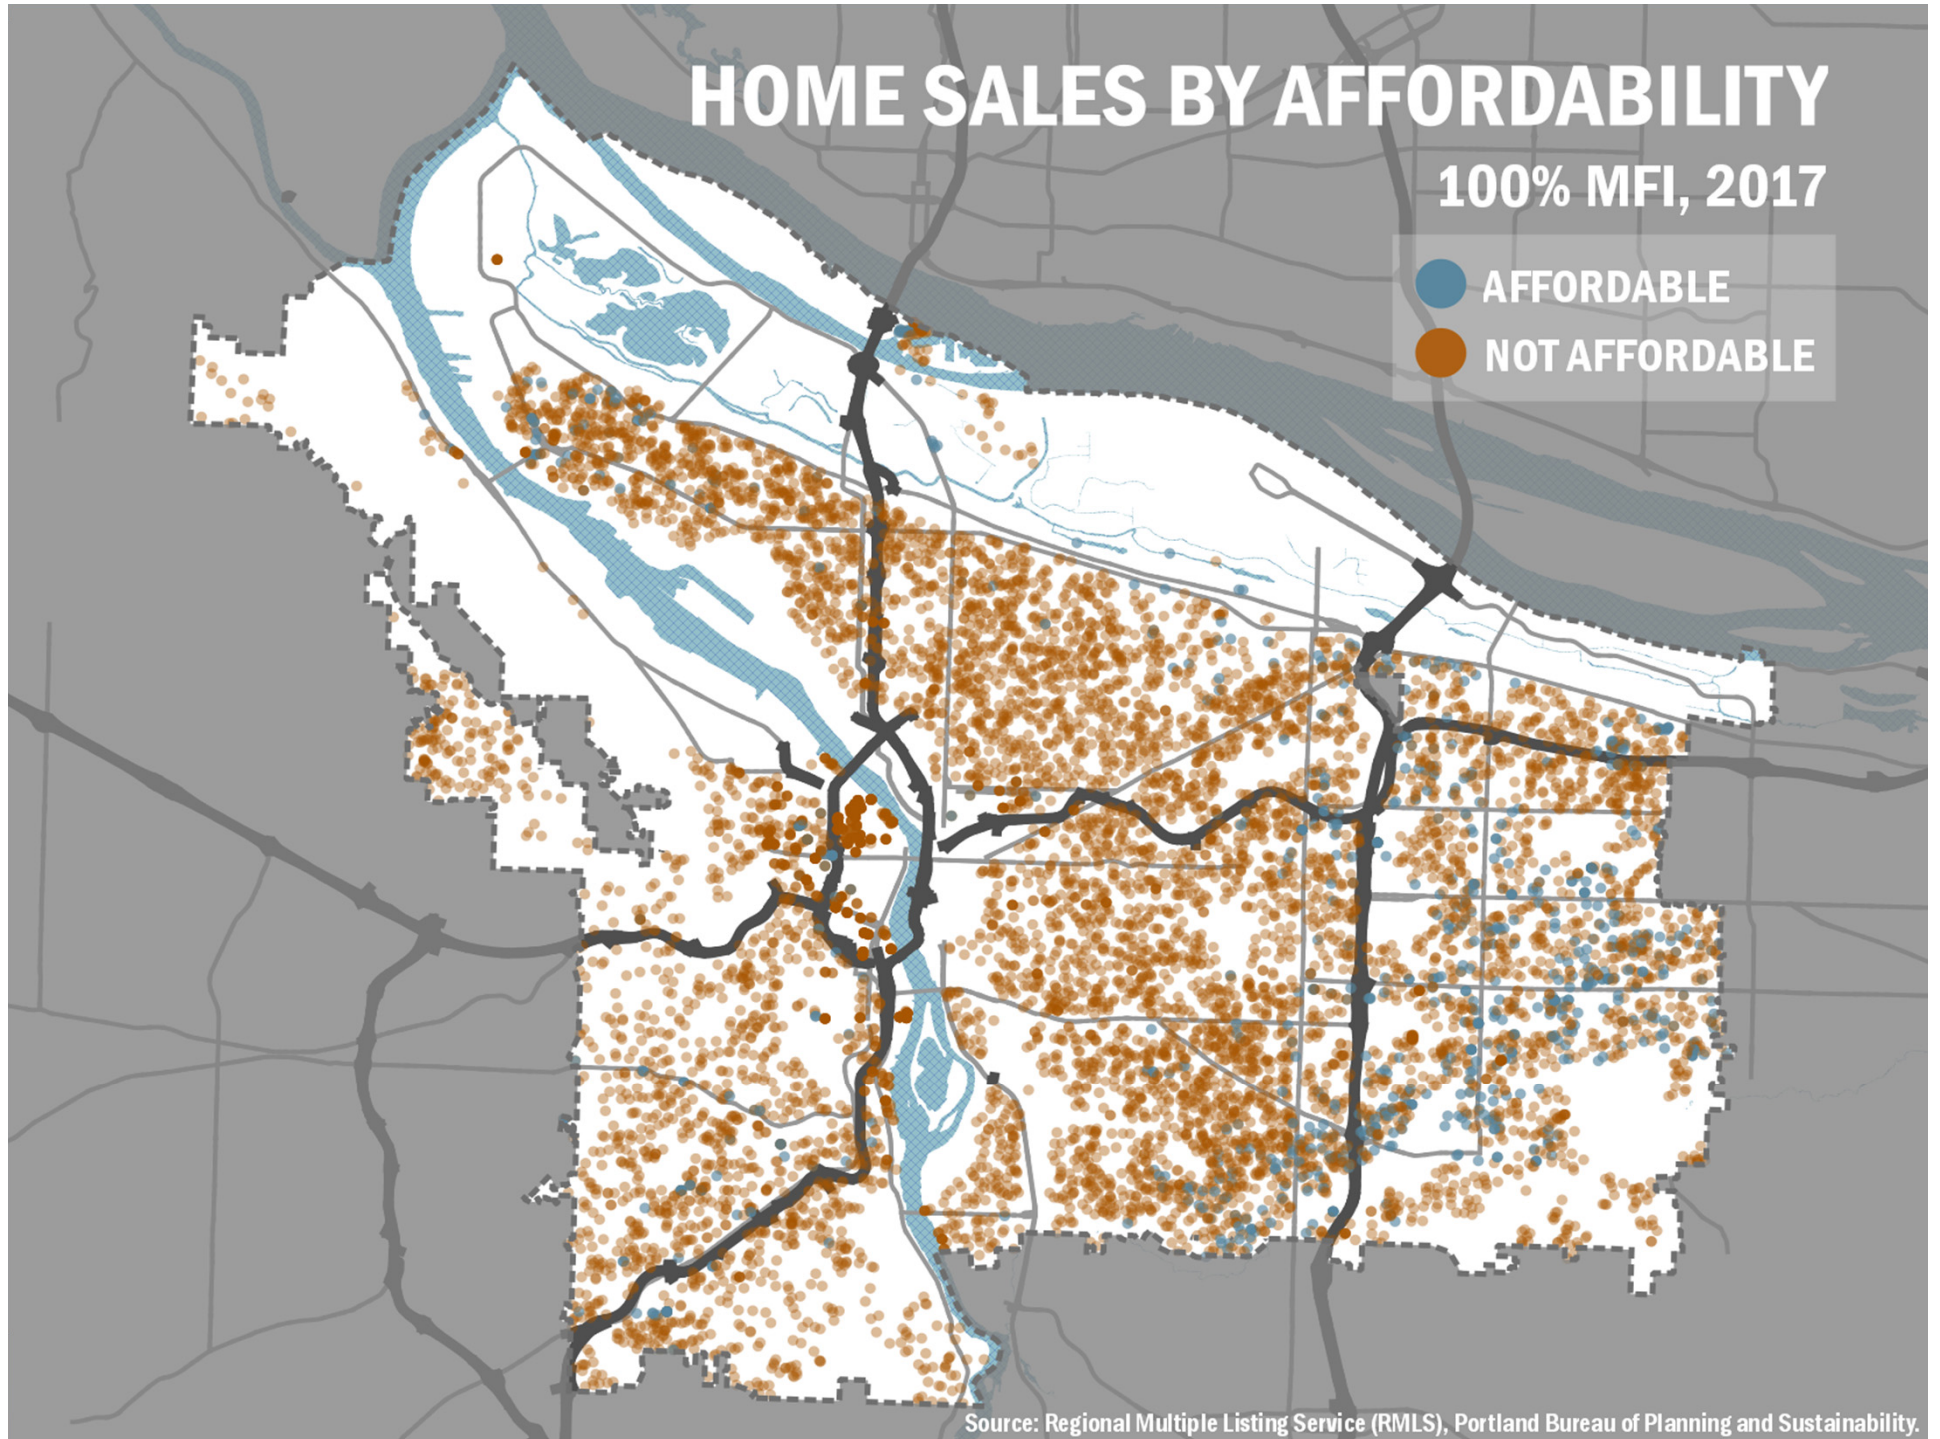 HOME SALES BY AFFORDABILITY
100% MFI, 2017
AFFORDABLE
NOT AFFORDABLE
Source: Regional Multiple Listing Service (RMLS), Portland Bureau of Planning and Sustainability.